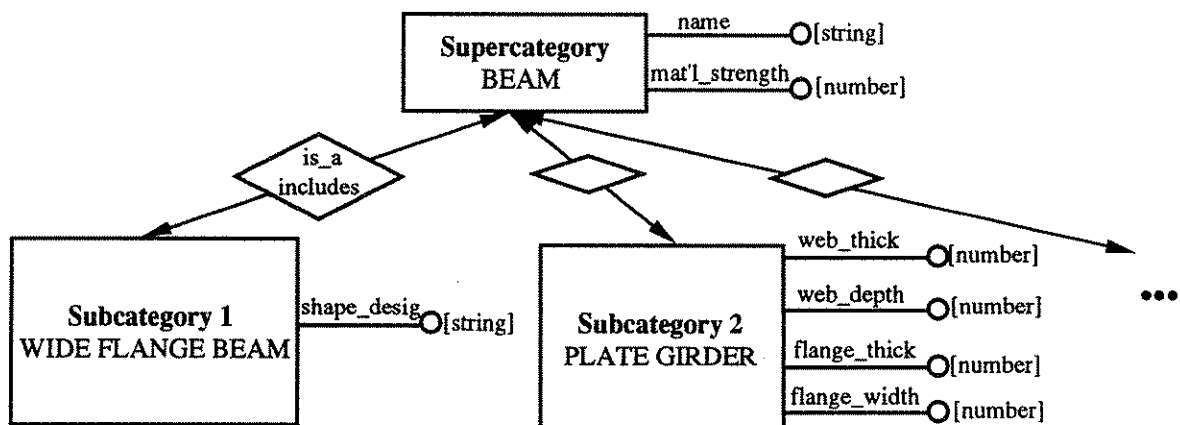 name
[string]
Supercategory
BEAM
mat'l_strength
[number]
is_a
includes
Subcategory 1
WIDE FLANGE BEAM
shape_desig
[string]
Subcategory 2
PLATE GIRDER
web_thick
[number]
web_depth
[number]
flange_thick
[number]
flange_width
[number]
•••